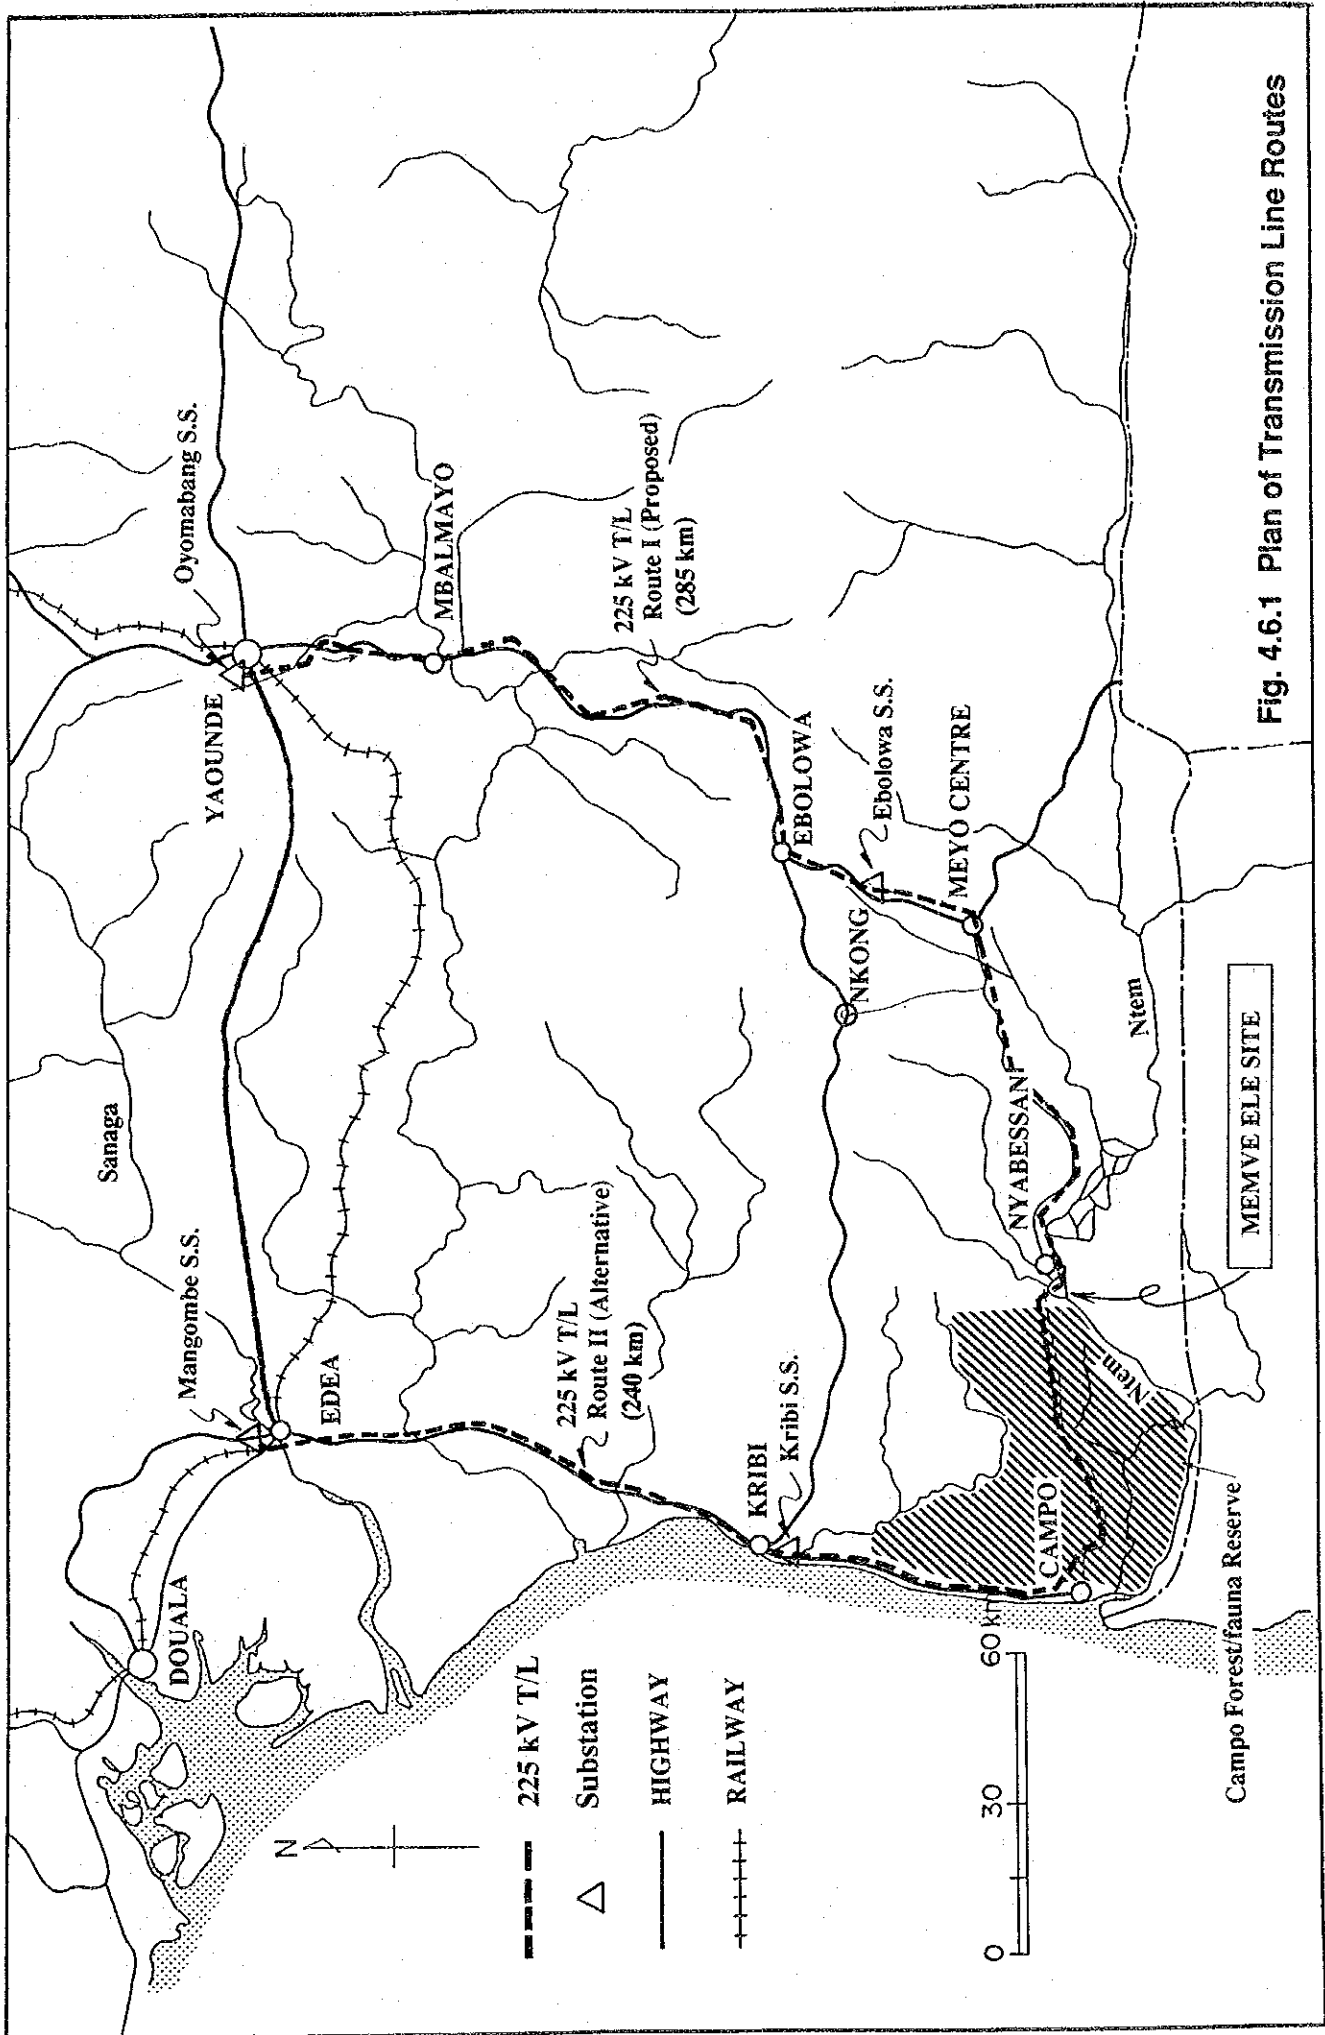 Oyomabang S.S.
YAOUNDE
Sanaga
Mangombe S.S.
EDEA
DOUALA
MBALMAYO
225 kV T/L
Route I (Proposed)
(285 km)
225 kV T/L
Route II (Alternative)
(240 km)
EBOLOWA
Ebolowa S.S.
NKONG
MEYO CENTRE
KRIBI
Kribi S.S.
NYABESSAN
Ntem
Ntem
CAMPO
MEMVE ELE SITE
Campo Forest/fauna Reserve
N
225 kV T/L
Substation
HIGHWAY
RAILWAY
0 30 60 km
Fig. 4.6.1 Plan of Transmission Line Routes